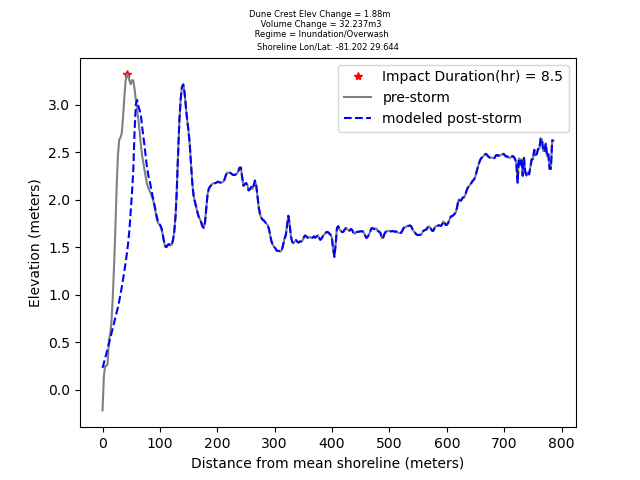 Dune Crest Elev Change = 1.88m
Volume Change = 32.237m3
Regime = Inundation/Overwash
Shoreline Lon/Lat: -81.202 29.644
Impact Duration(hr) = 8.5
pre-storm
modeled post-storm
Elevation (meters)
3.0
2.5
2.0
1.5
1.0
0.5
0.0
0 100 200 300 400 500 600 700 800
Distance from mean shoreline (meters)